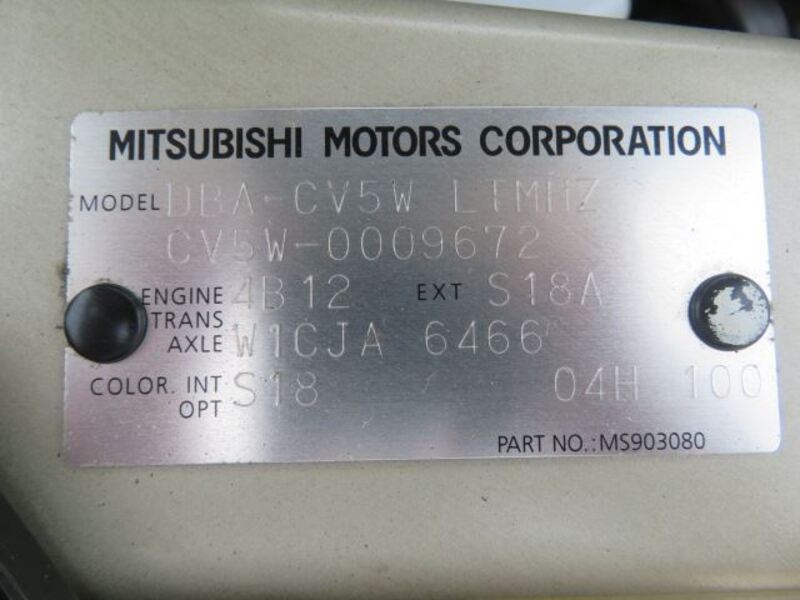 MITSUBISHI MOTORS CORPORATION
MODEL DBA-CV5W LTMHZ
CV5W-0009672
ENGINE 4B12 EXT S18A
TRANS
AXLE W1CJA 6466
COLOR. INT
OPT S18 04H 100
PART NO.:MS903080